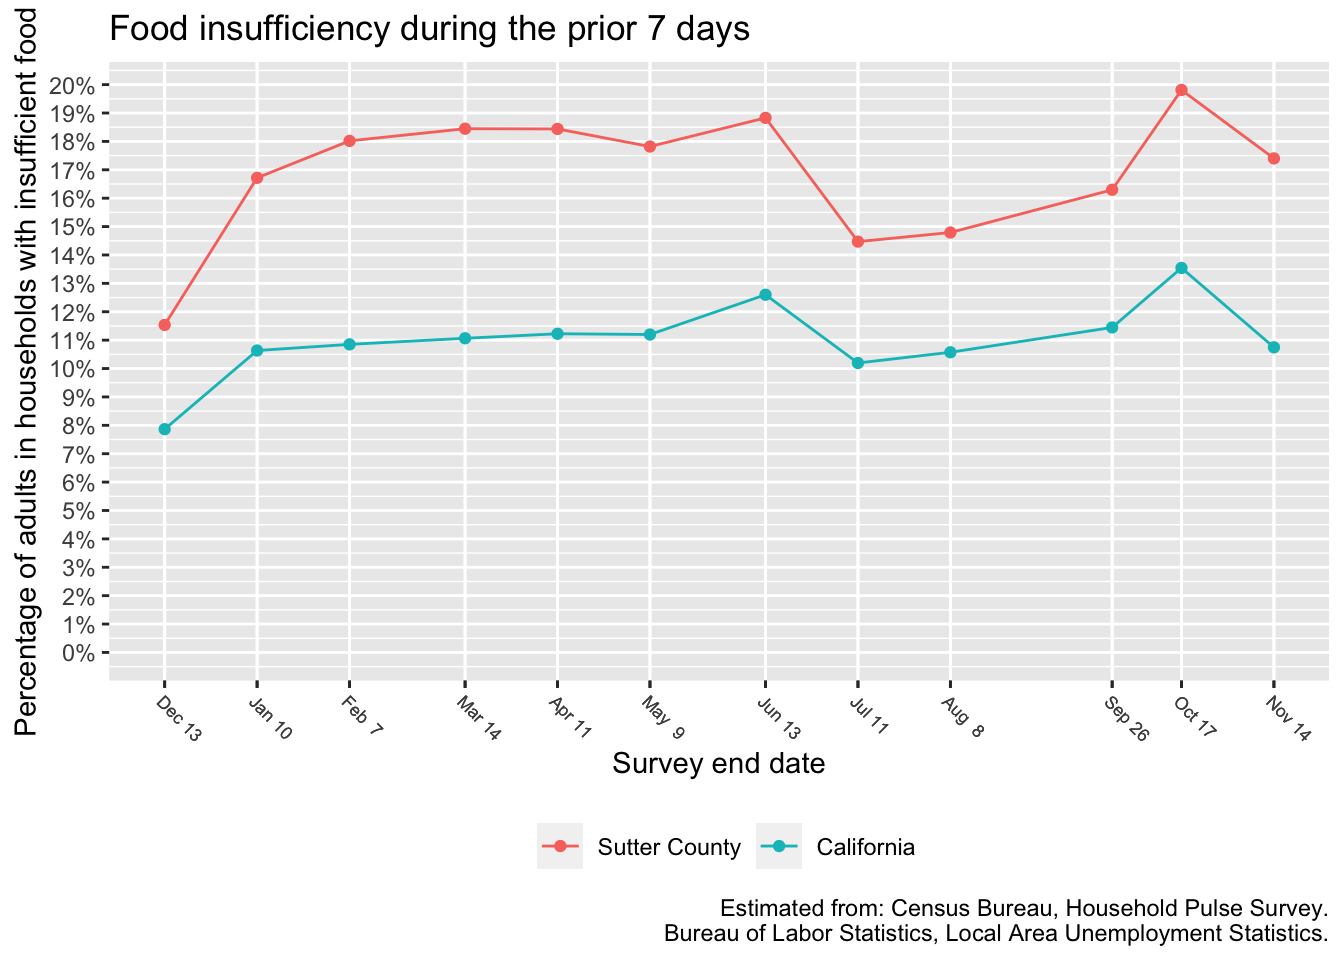 Food insufficiency during the prior 7 days
Percentage of adults in households with insufficient food
20%
19%
18%
17%
16%
15%
14%
13%
12%
11%
10%
9%
8%
7%
6%
5%
4%
3%
2%
1%
0%
Dec 13
Jan 10
Feb 7
Mar 14
Apr 11
May 9
Jun 13
Jul 11
Aug 8
Sep 26
Oct 17
Nov 14
Survey end date
Sutter County
California
Estimated from: Census Bureau, Household Pulse Survey.
Bureau of Labor Statistics, Local Area Unemployment Statistics.